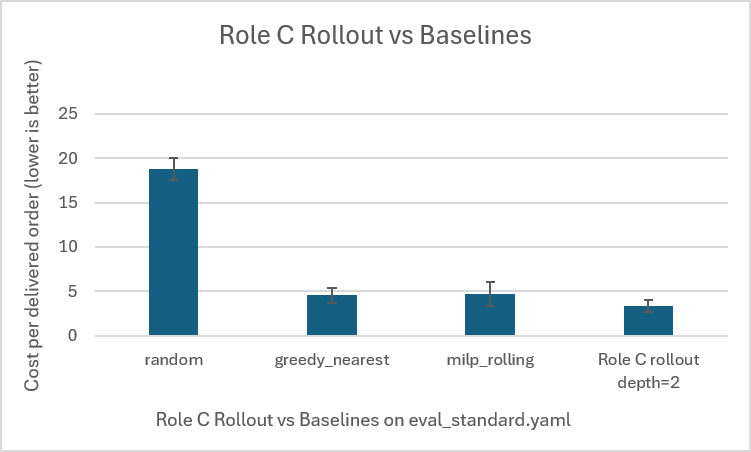 Role C Rollout vs Baselines
Cost per delivered order (lower is better)
25
20
15
10
5
0
random
greedy_nearest
milp_rolling
Role C rollout
depth=2
Role C Rollout vs Baselines on eval_standard.yaml